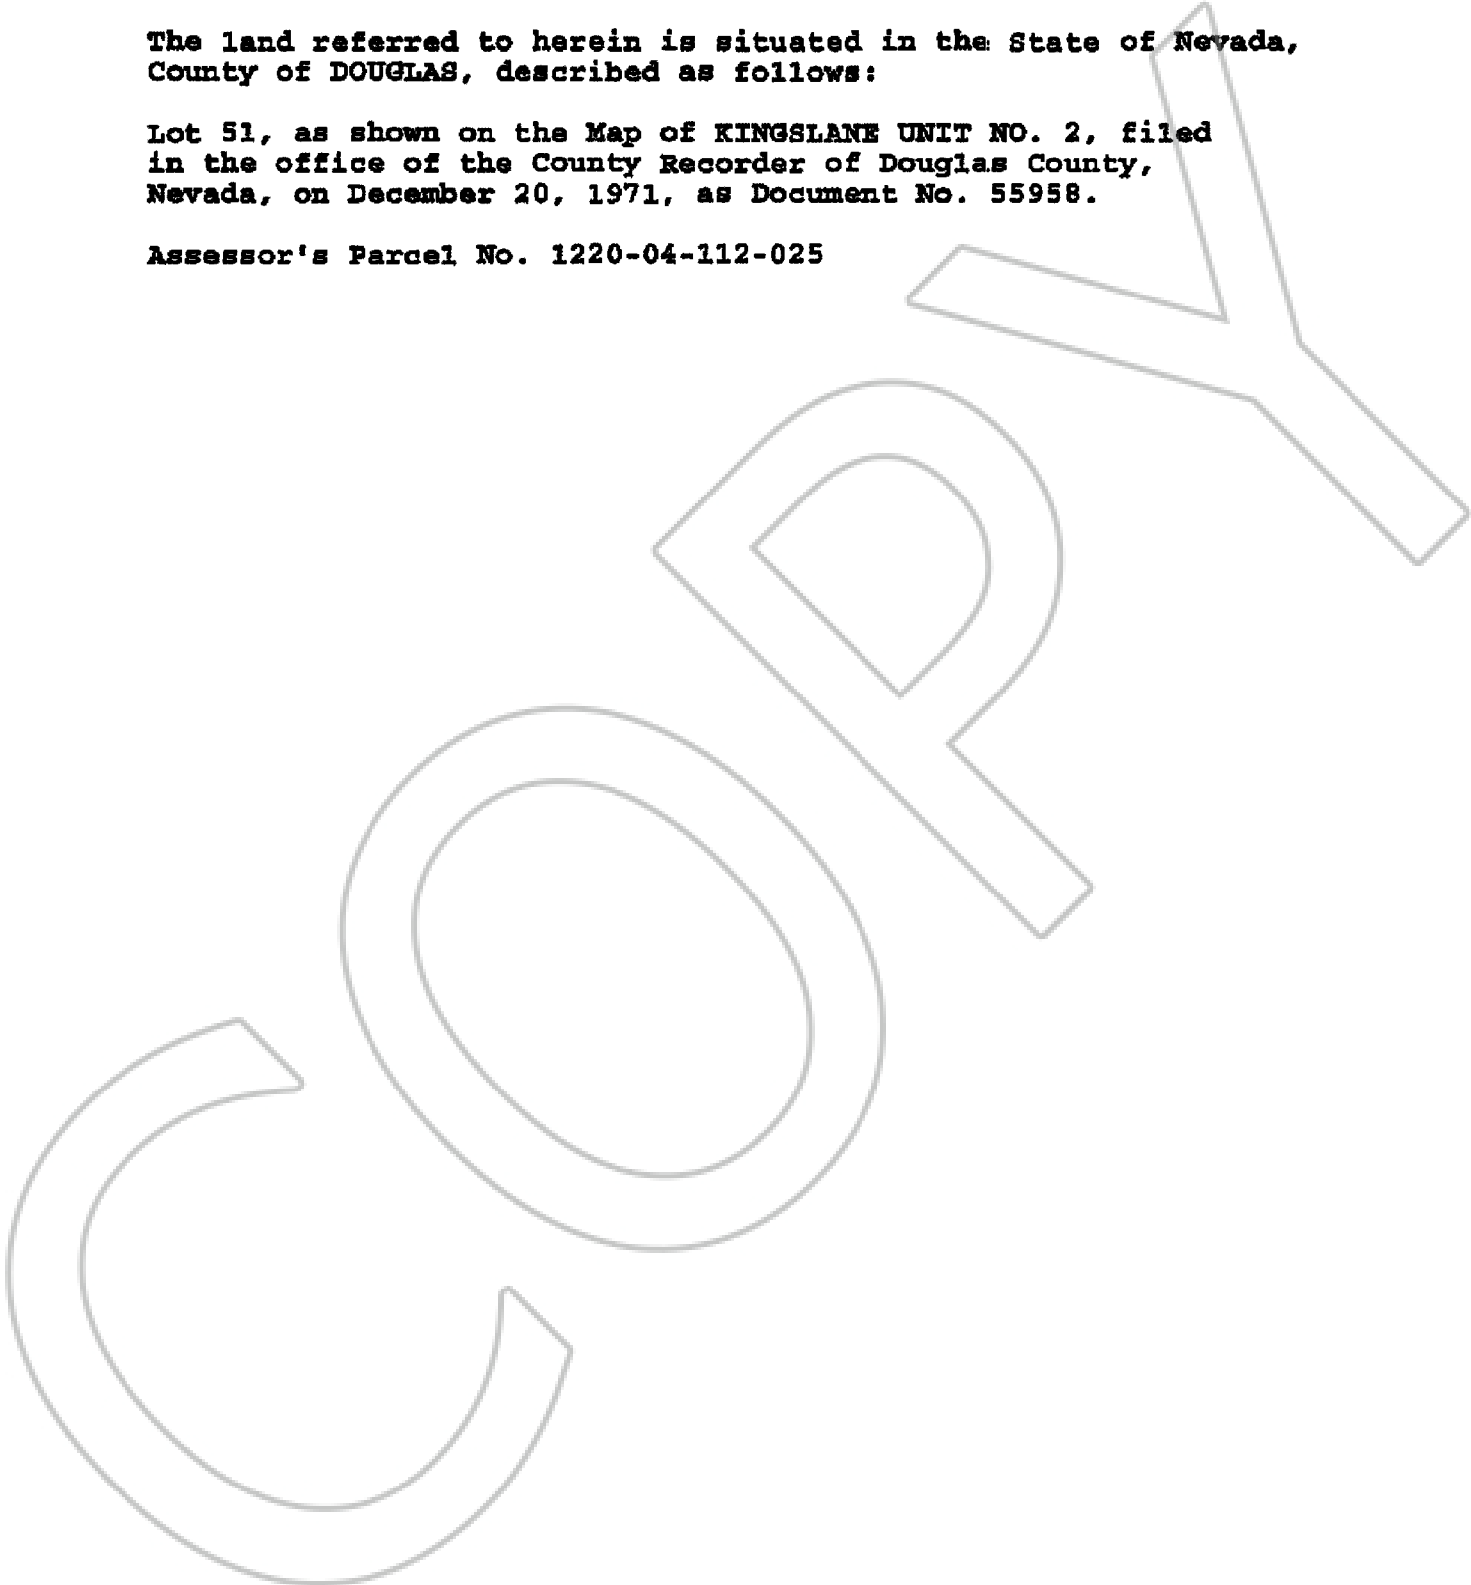 The land referred to herein is situated in the State of Nevada,
County of DOUGLAS, described as follows:
Lot 51, as shown on the Map of KINGSLANE UNIT NO. 2, filed
in the office of the County Recorder of Douglas County,
Nevada, on December 20, 1971, as Document No. 55958.
Assessor's Parcel No. 1220-04-112-025
COPY